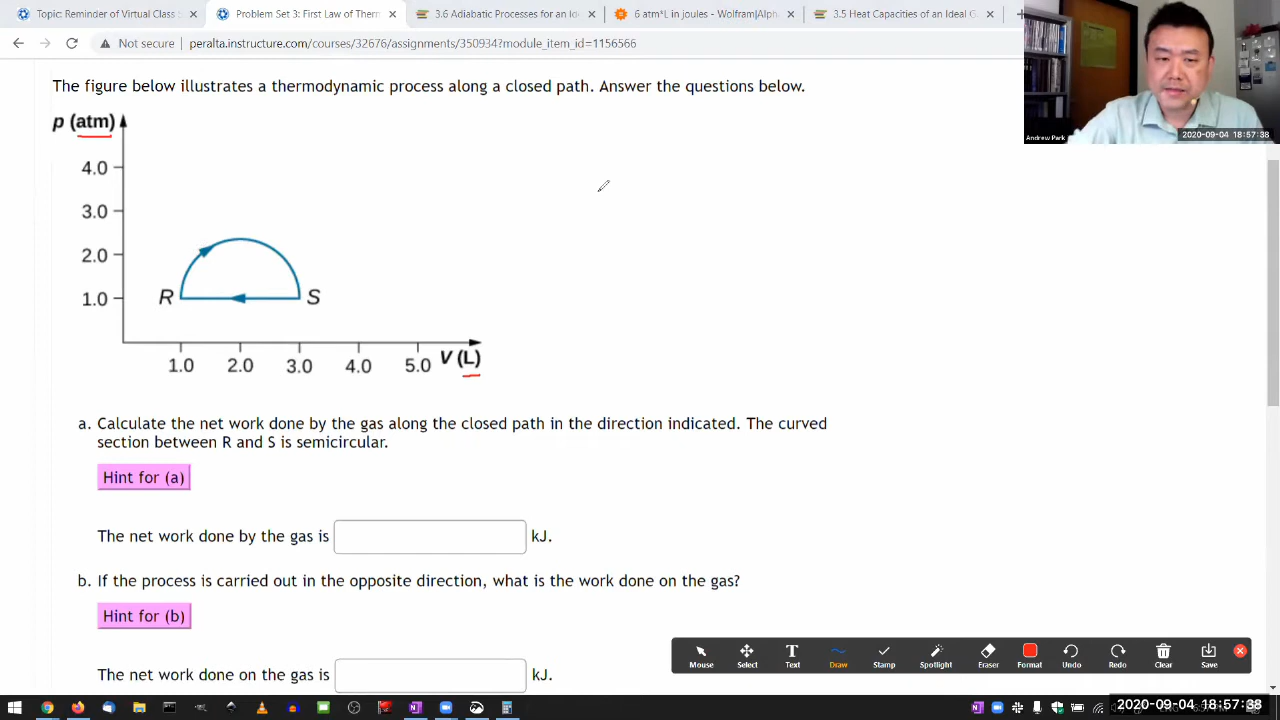 Topic: Reminder of Virtual Class
Problem Set 3: First Law of Therm
3.6 Adiabatic Processes for an Ide
6 atm*L in joules - Wolfram|Alph
3.5 Heat Capacities of an Ideal G
Not secure
peralta.instructure.com/courses/
assignments/350934?module_item_id=1156566
The figure below illustrates a thermodynamic process along a closed path. Answer the questions below.
p (atm)
4.0
3.0
2.0
1.0
R
S
1.0 2.0 3.0 4.0 5.0 V (L)
a. Calculate the net work done by the gas along the closed path in the direction indicated. The curved
section between R and S is semicircular.
Hint for (a)
The net work done by the gas is kJ.
b. If the process is carried out in the opposite direction, what is the work done on the gas?
Hint for (b)
The net work done on the gas is kJ.
Andrew Park
2020-09-04 18:57:38
Mouse Select Text Draw Stamp Spotlight Eraser Format Undo Redo Clear Save
2020-09-04 18:57:38